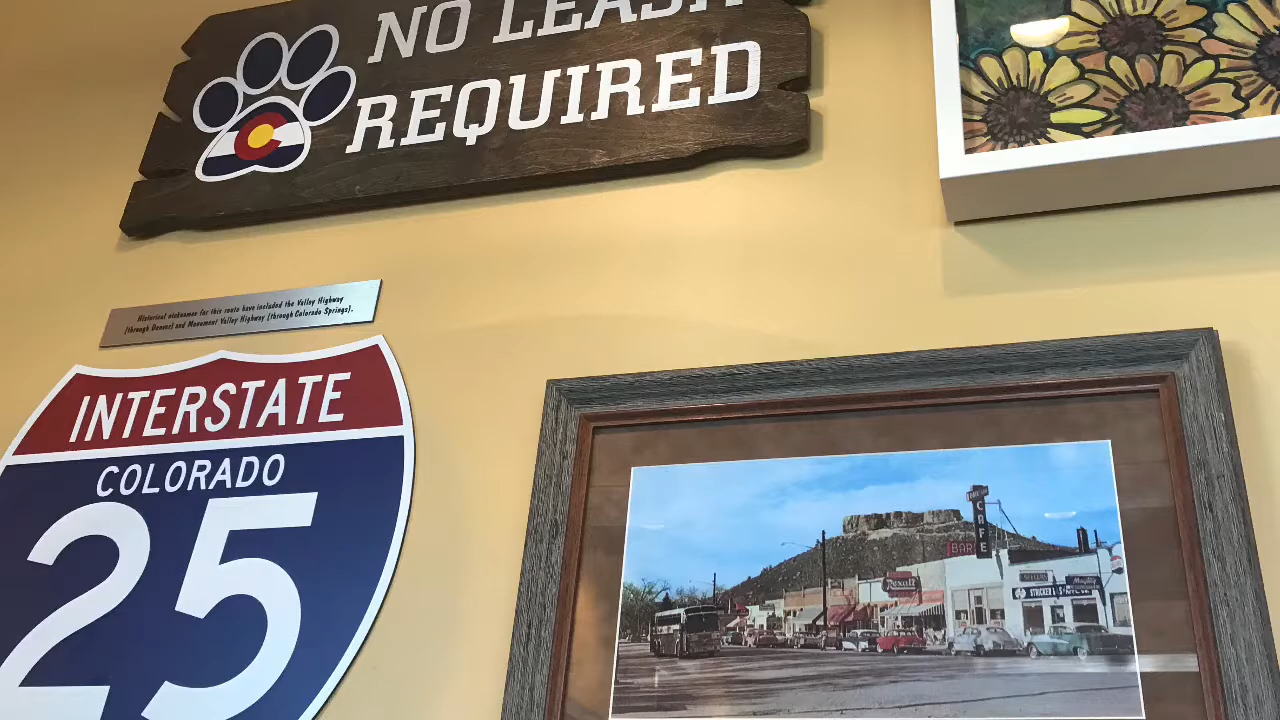 NO LEASH
REQUIRED
Historical nicknames for this route have included the Valley Highway
(through Denver) and Monument Valley Highway (through Colorado Springs).
INTERSTATE
COLORADO
25
CAFE
BAR
Rexall